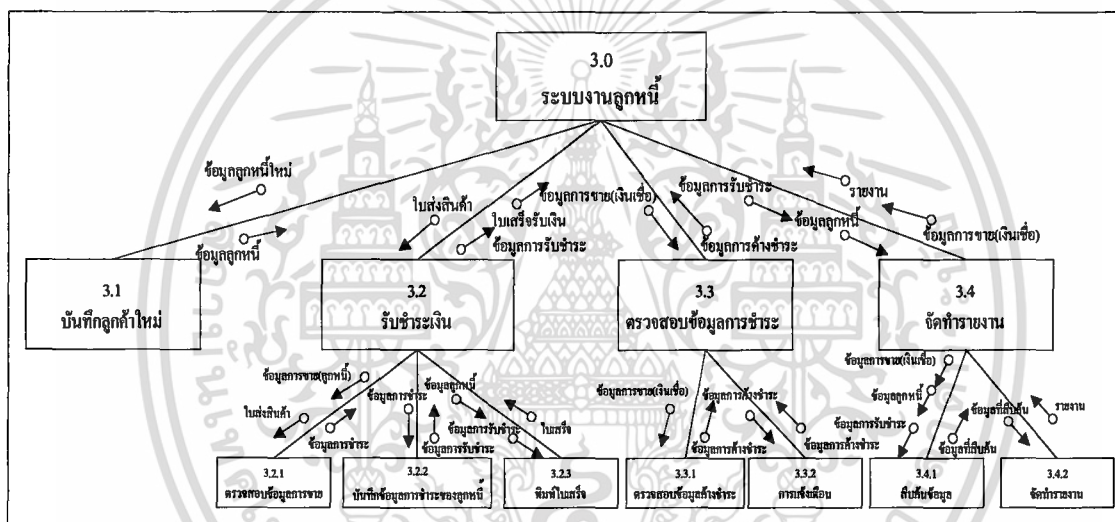 3.0
ระบบงานลูกหนี้
ข้อมูลลูกหนี้ใหม่
ข้อมูลลูกหนี้
ใบส่งสินค้า
ใบเสร็จรับเงิน
ข้อมูลการรับชำระ
ข้อมูลการขาย(เงินเชื่อ)
ข้อมูลการค้างชำระ
ข้อมูลการรับชำระ
ข้อมูลลูกหนี้
รายงาน
ข้อมูลการขาย(เงินเชื่อ)
3.1
บันทึกลูกค้าใหม่
3.2
รับชำระเงิน
3.3
ตรวจสอบข้อมูลการชำระ
3.4
จัดทำรายงาน
ข้อมูลการขาย(ลูกหนี้)
ใบส่งสินค้า
ข้อมูลการชำระ
ข้อมูลการชำระ
ข้อมูลการรับชำระ
ข้อมูลลูกหนี้
ข้อมูลการรับชำระ
ใบเสร็จ
ข้อมูลการขาย(เงินเชื่อ)
ข้อมูลการค้างชำระ
ข้อมูลการค้างชำระ
ข้อมูลการค้างชำระ
ข้อมูลการขาย(เงินเชื่อ)
ข้อมูลลูกหนี้
ข้อมูลการรับชำระ
ข้อมูลที่สืบค้น
ข้อมูลที่สืบค้น
รายงาน
3.2.1
ตรวจสอบข้อมูลการขาย
3.2.2
บันทึกข้อมูลการชำระของลูกหนี้
3.2.3
พิมพ์ใบเสร็จ
3.3.1
ตรวจสอบข้อมูลค้างชำระ
3.3.2
การแจ้งเตือน
3.4.1
สืบค้นข้อมูล
3.4.2
จัดทำรายงาน